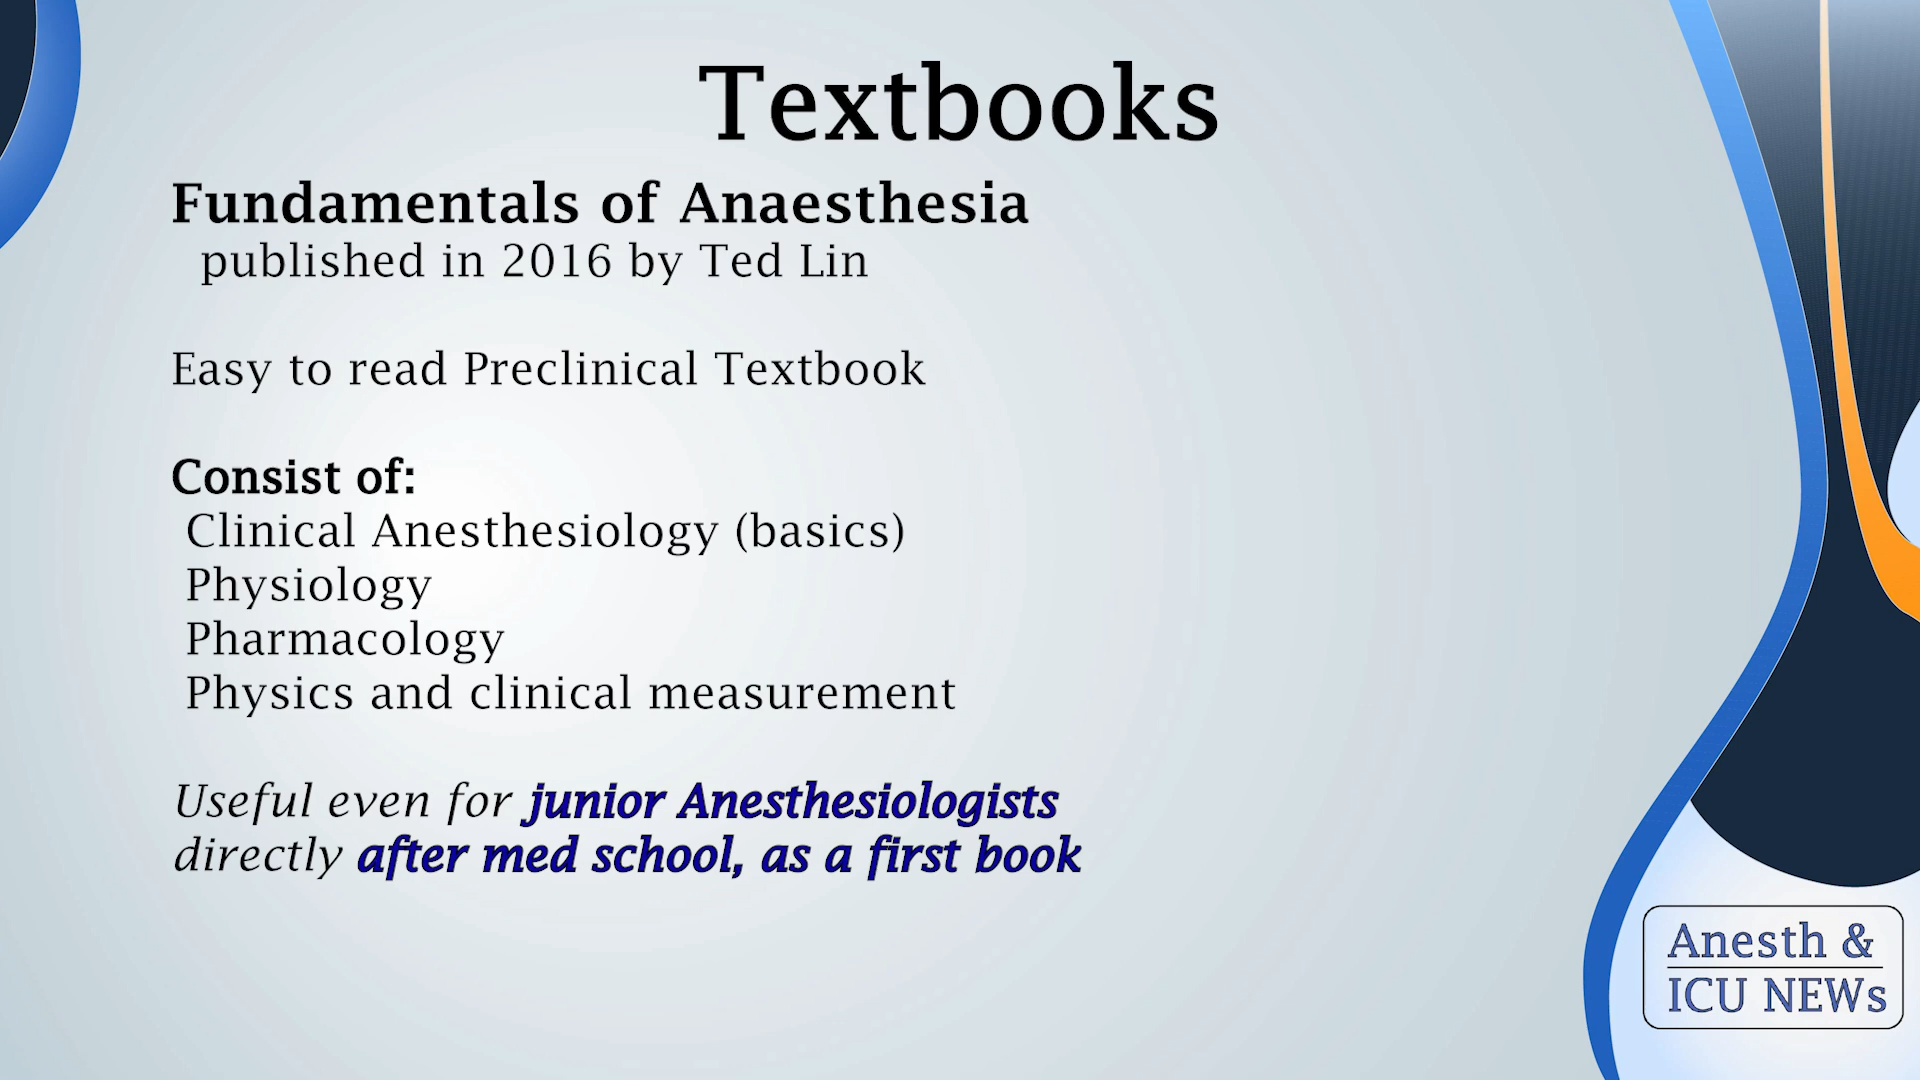 Textbooks
Fundamentals of Anaesthesia
published in 2016 by Ted Lin
Easy to read Preclinical Textbook
Consist of:
Clinical Anesthesiology (basics)
Physiology
Pharmacology
Physics and clinical measurement
Useful even for junior Anesthesiologists
directly after med school, as a first book
Anesth &
ICU NEWs